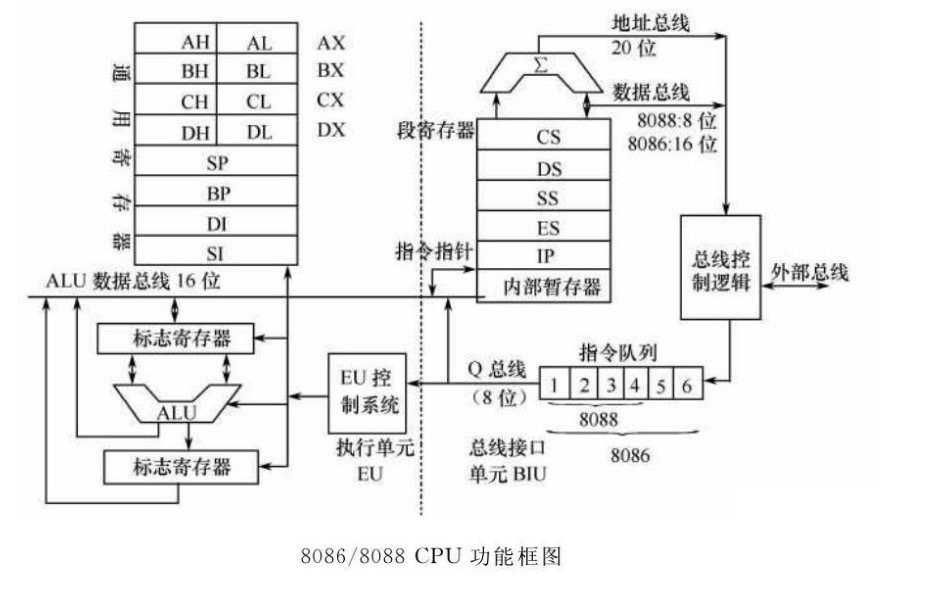 AH AL AX
BH BL BX
CH CL CX
DH DL DX
SP
BP
DI
SI
通用寄存器
ALU 数据总线 16 位
标志寄存器
ALU
标志寄存器
EU 控
制系统
执行单元
EU
地址总线
20 位
Σ
数据总线
8088:8 位
8086:16 位
段寄存器
CS
DS
SS
ES
IP
指令指针
内部暂存器
总线控
制逻辑
外部总线
指令队列
1 2 3 4 5 6
8088
8086
Q 总线
(8 位)
总线接口
单元 BIU
8086/8088 CPU 功能框图